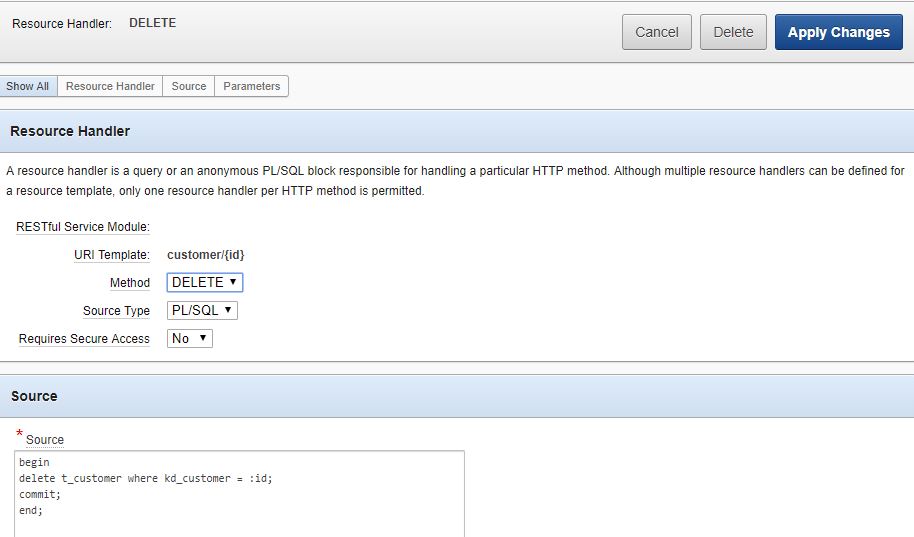 Resource Handler: DELETE
Cancel Delete Apply Changes
Show All Resource Handler Source Parameters
Resource Handler
A resource handler is a query or an anonymous PL/SQL block responsible for handling a particular HTTP method. Although multiple resource handlers can be defined for
a resource template, only one resource handler per HTTP method is permitted.
RESTful Service Module:
URI Template: customer/{id}
Method DELETE
Source Type PL/SQL
Requires Secure Access No
Source
* Source
begin
delete t_customer where kd_customer = :id;
commit;
end;